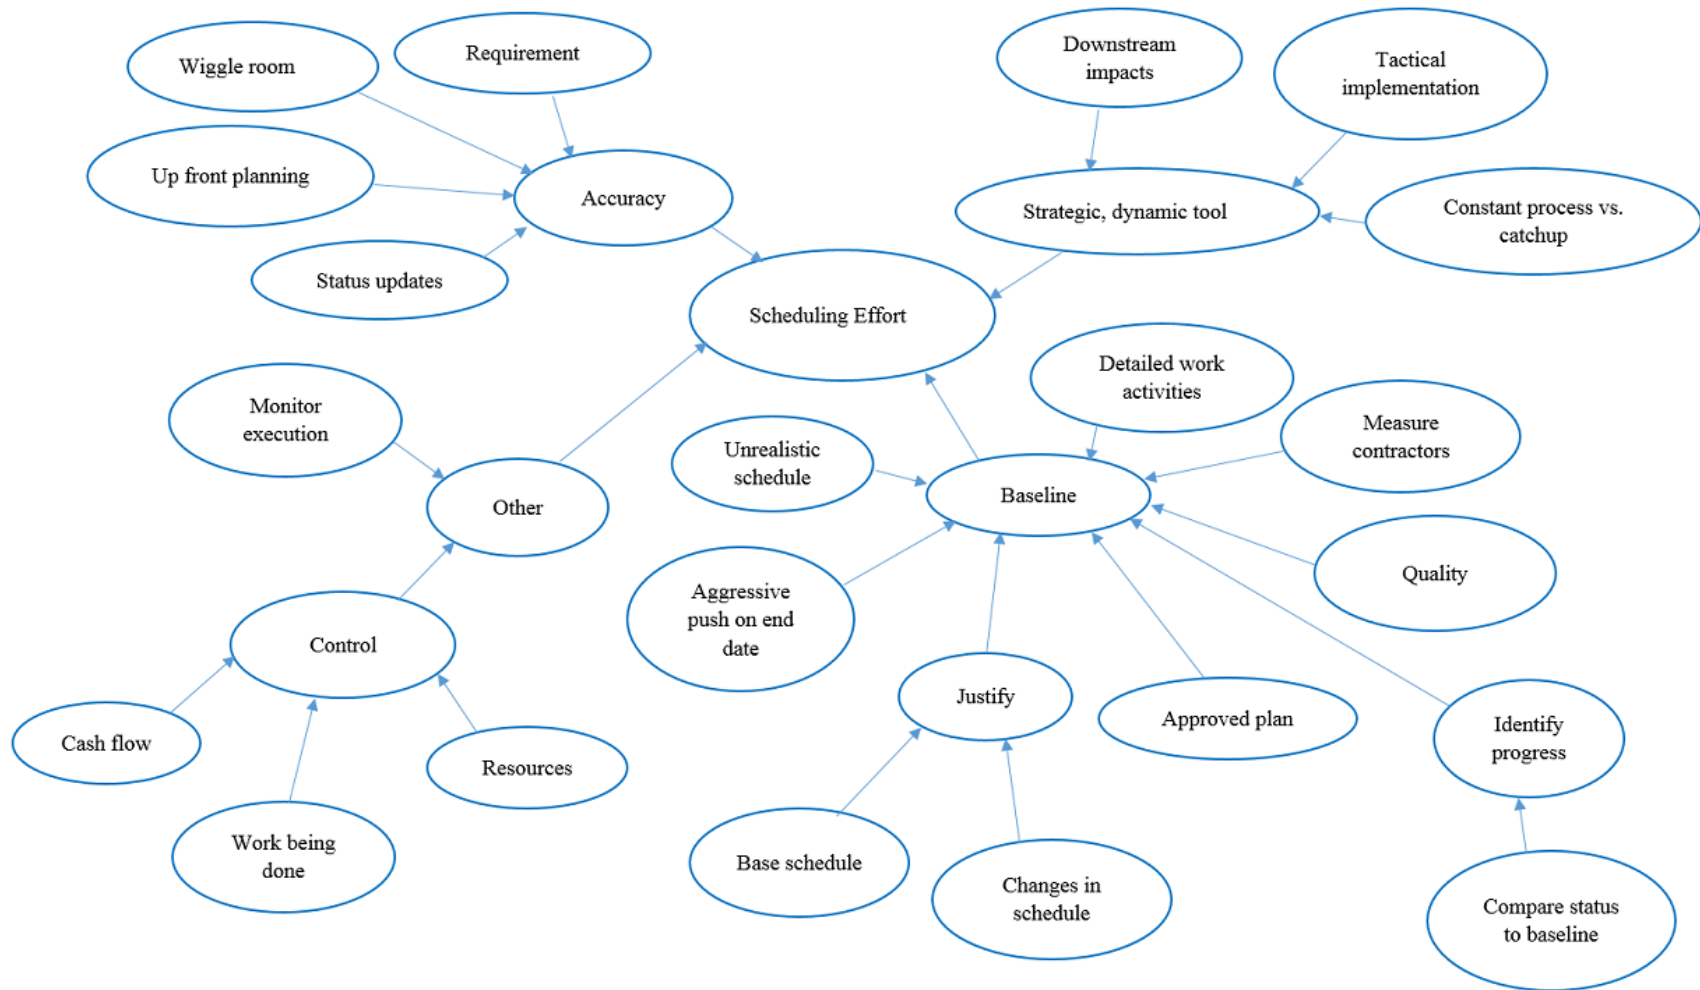 Wiggle room
Requirement
Up front planning
Accuracy
Status updates
Downstream
impacts
Tactical
implementation
Strategic, dynamic tool
Constant process vs.
catchup
Scheduling Effort
Monitor
execution
Other
Control
Cash flow
Work being
done
Resources
Detailed work
activities
Measure
contractors
Unrealistic
schedule
Baseline
Aggressive
push on end
date
Quality
Justify
Approved plan
Identify
progress
Base schedule
Changes in
schedule
Compare status
to baseline